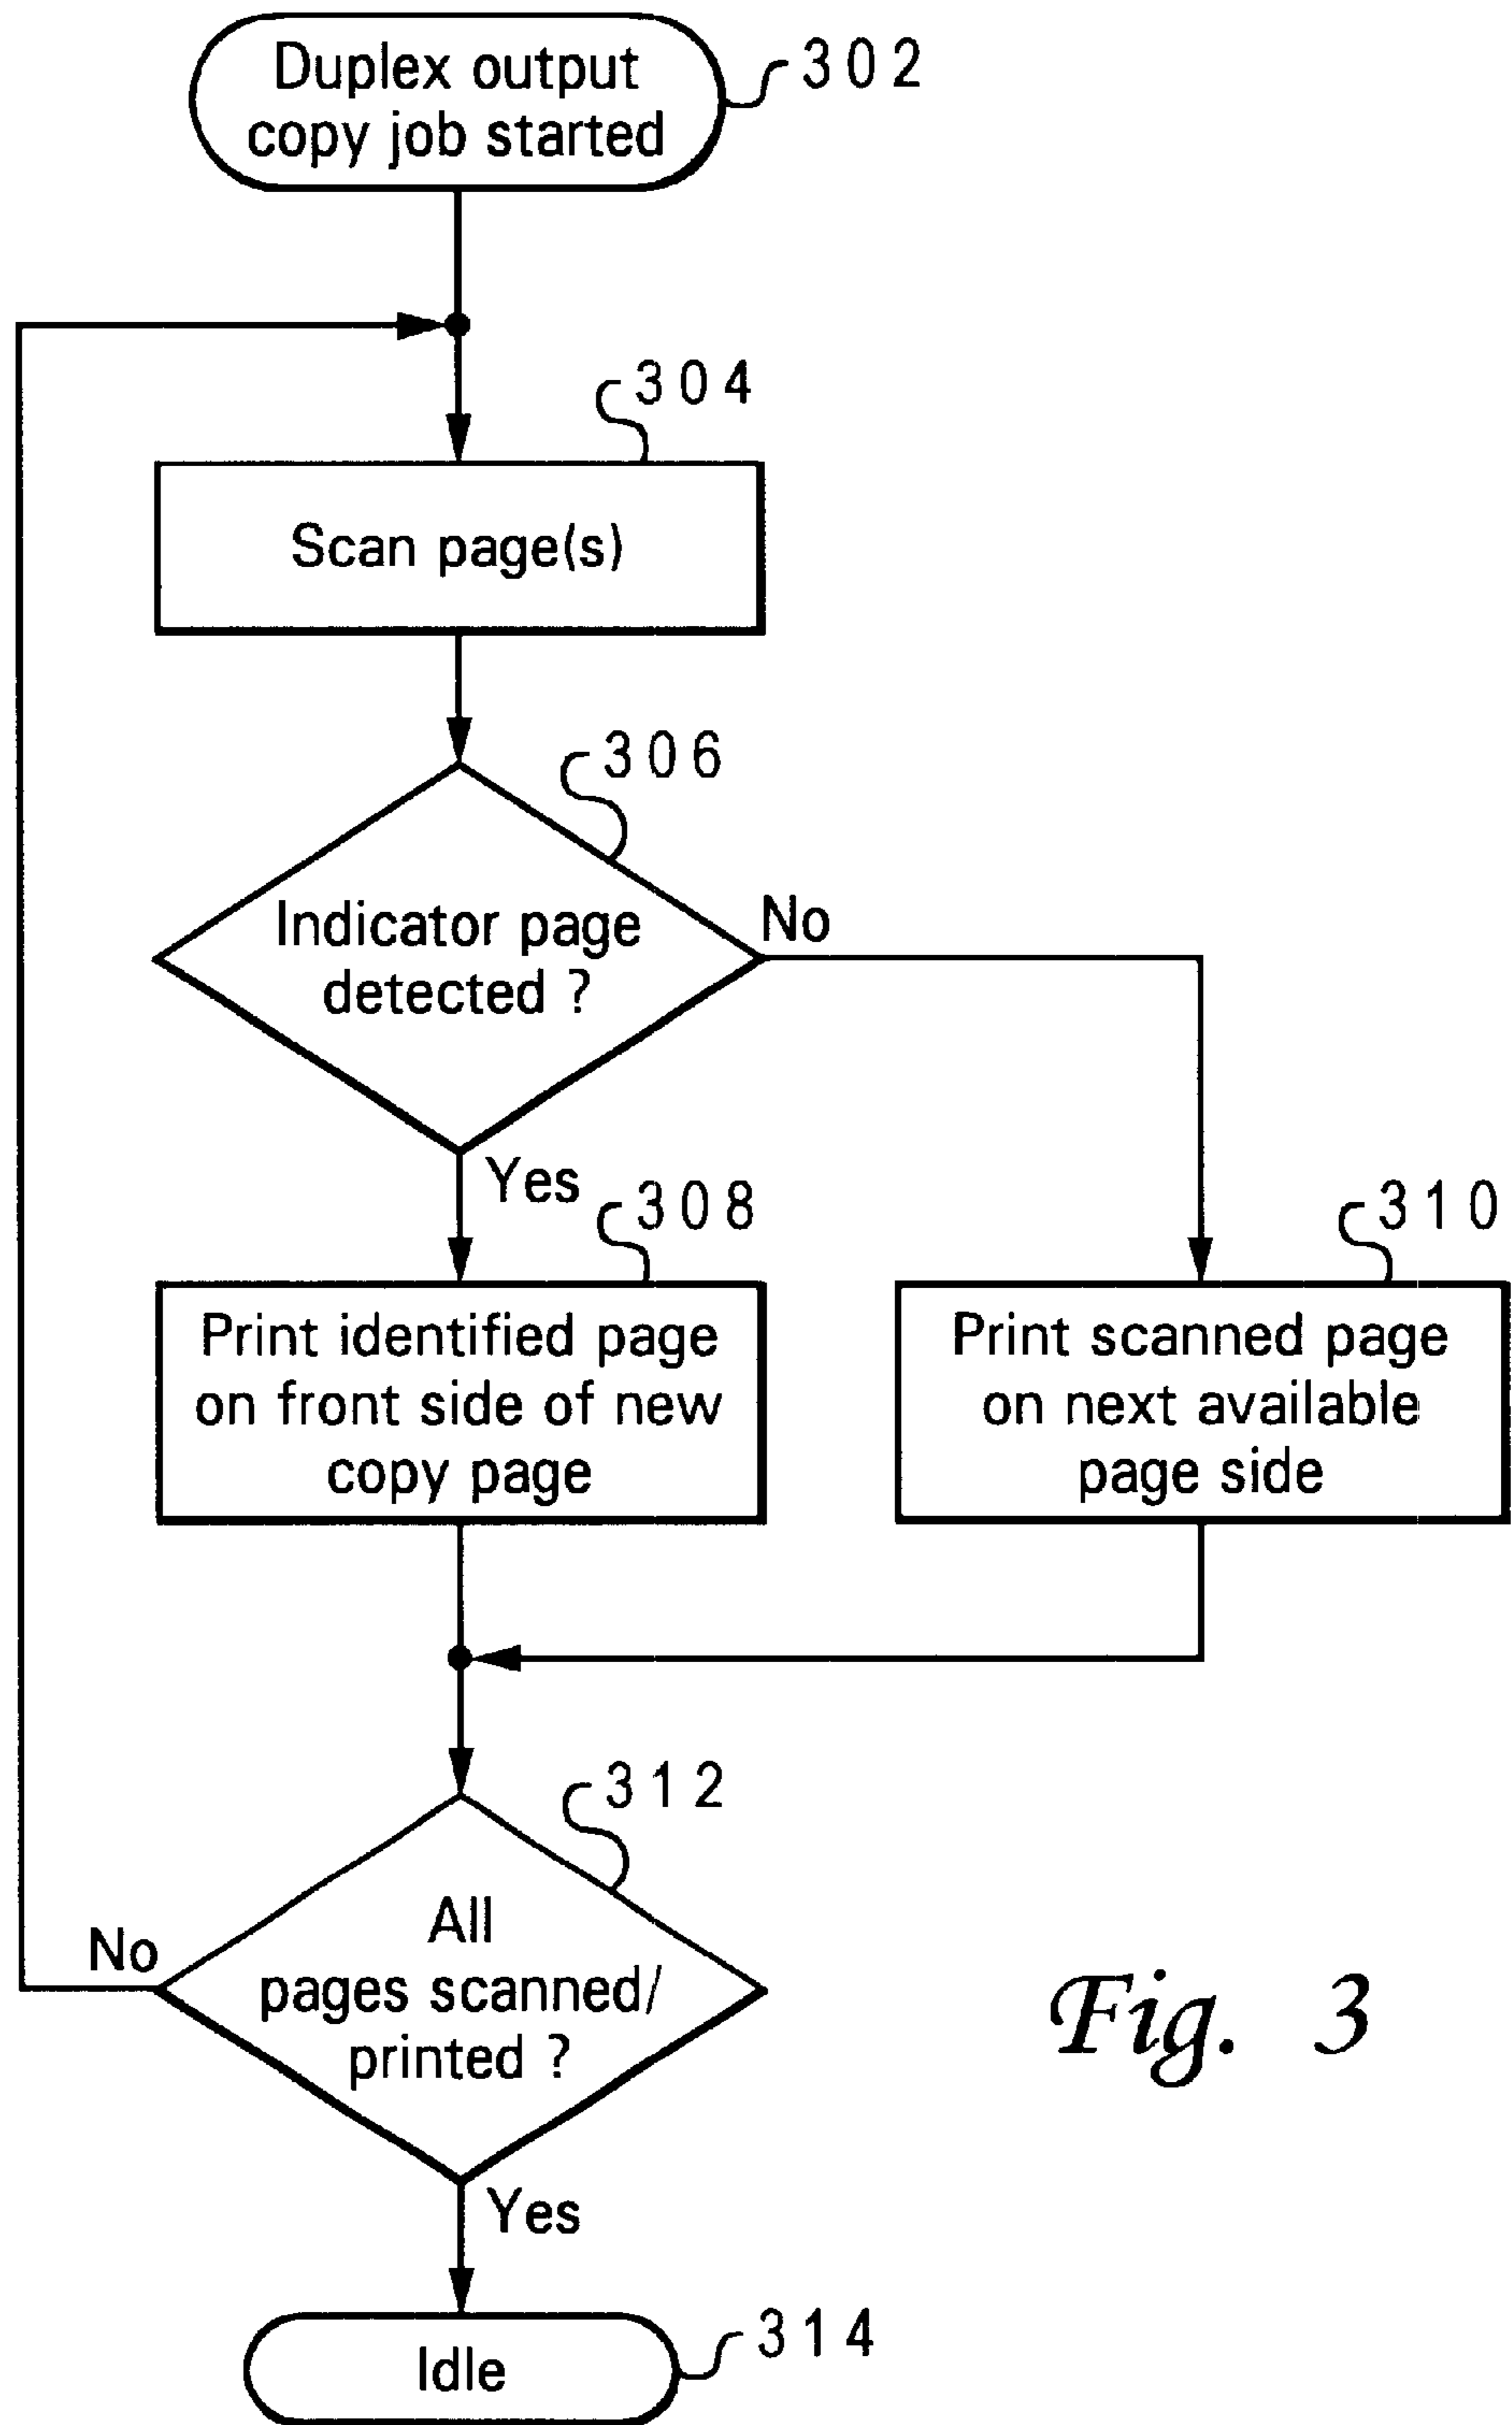 Duplex output
copy job started
302
304
Scan page(s)
306
Indicator page
detected ?
No
Yes
308
310
Print identified page
on front side of new
copy page
Print scanned page
on next available
page side
312
All
pages scanned/
printed ?
No
Yes
Fig. 3
Idle
314